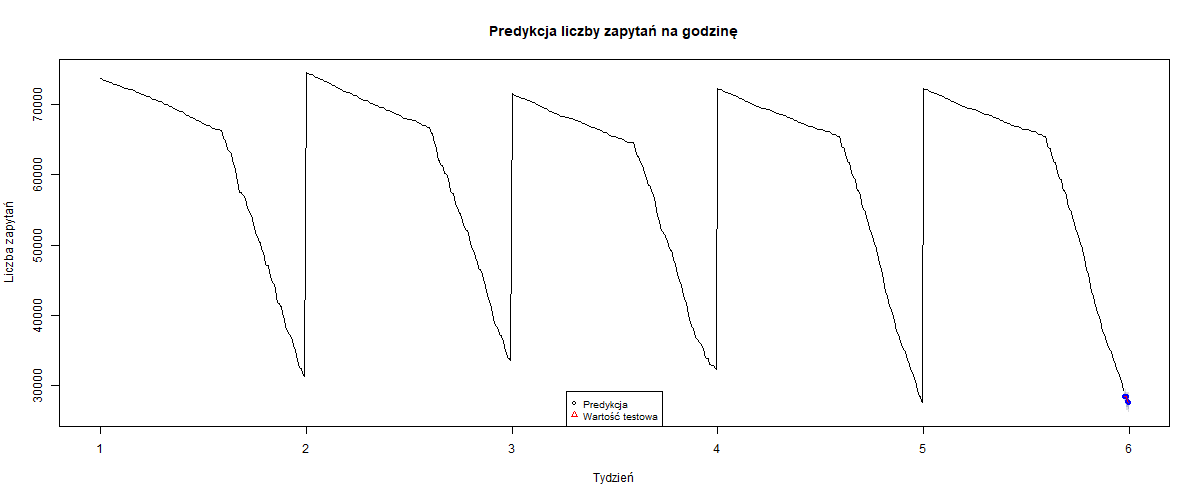 Predykcja liczby zapytań na godzinę
Liczba zapytań
70000
60000
50000
40000
30000
Predykcja
Wartość testowa
1 2 3 4 5 6
Tydzień